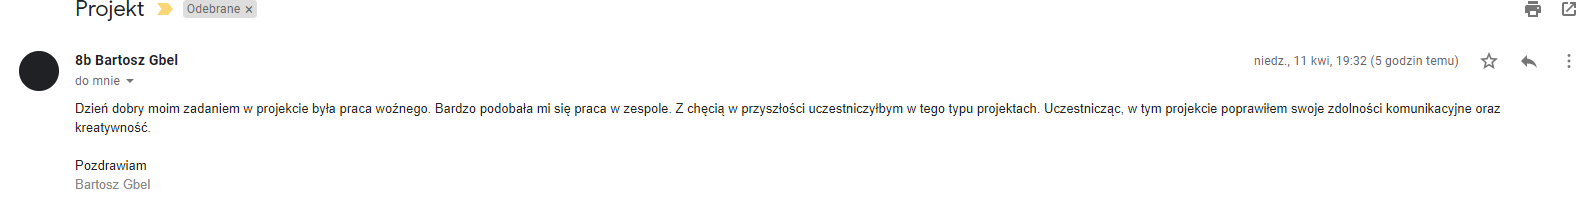 Projekt Odebrane ×
8b Bartosz Gbel niedz., 11 kwi, 19:32 (5 godzin temu)
do mnie
Dzień dobry moim zadaniem w projekcie była praca woźnego. Bardzo podobała mi się praca w zespole. Z chęcią w przyszłości uczestniczyłbym w tego typu projektach. Uczestnicząc, w tym projekcie poprawiłem swoje zdolności komunikacyjne oraz
kreatywność.
Pozdrawiam
Bartosz Gbel